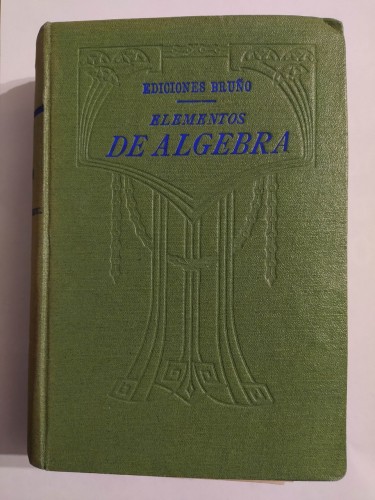 EDICIONES BRUÑO
ELEMENTOS
DE ALGEBRA